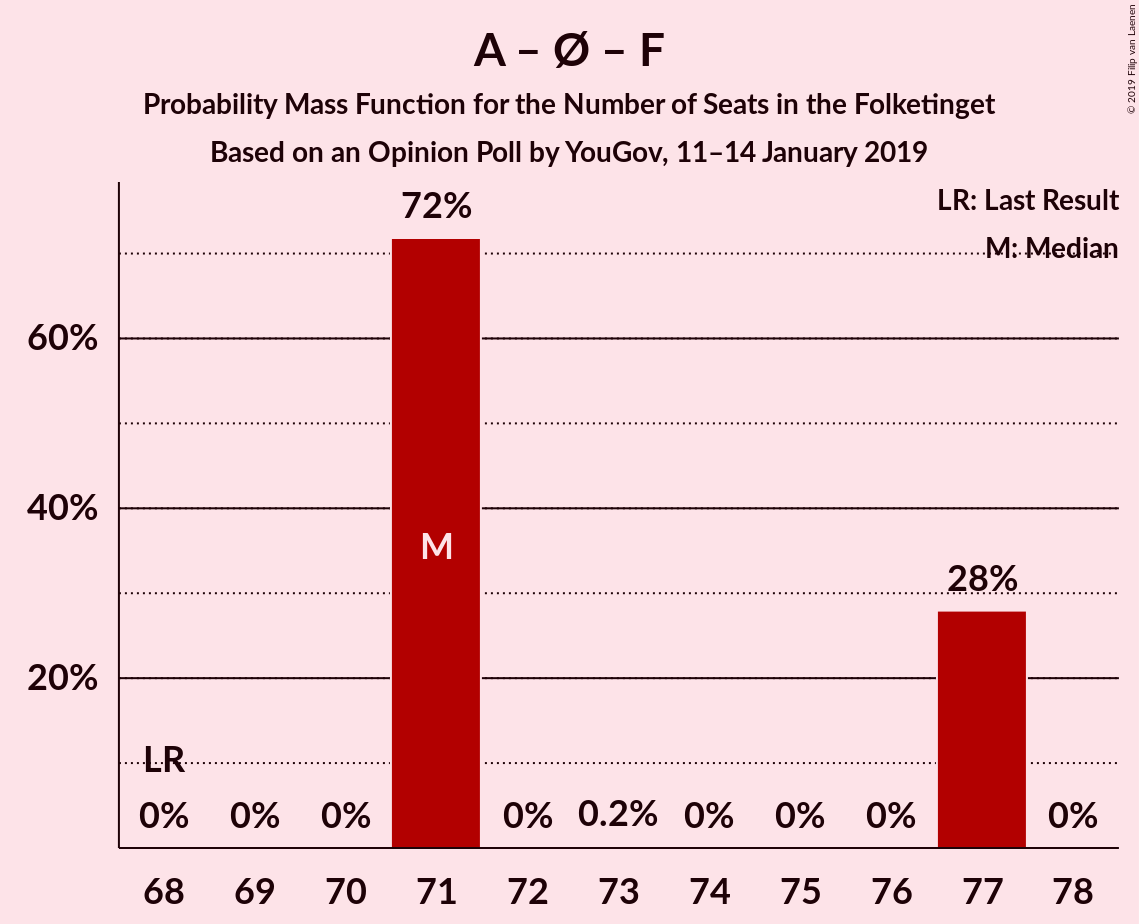 A – Ø – F
Probability Mass Function for the Number of Seats in the Folketinget
Based on an Opinion Poll by YouGov, 11–14 January 2019
© 2019 Filip van Laenen
LR: Last Result
M: Median
72%
60%
40%
M
28%
20%
LR
0% 0% 0% 0% 0.2% 0% 0% 0% 0%
68 69 70 71 72 73 74 75 76 77 78